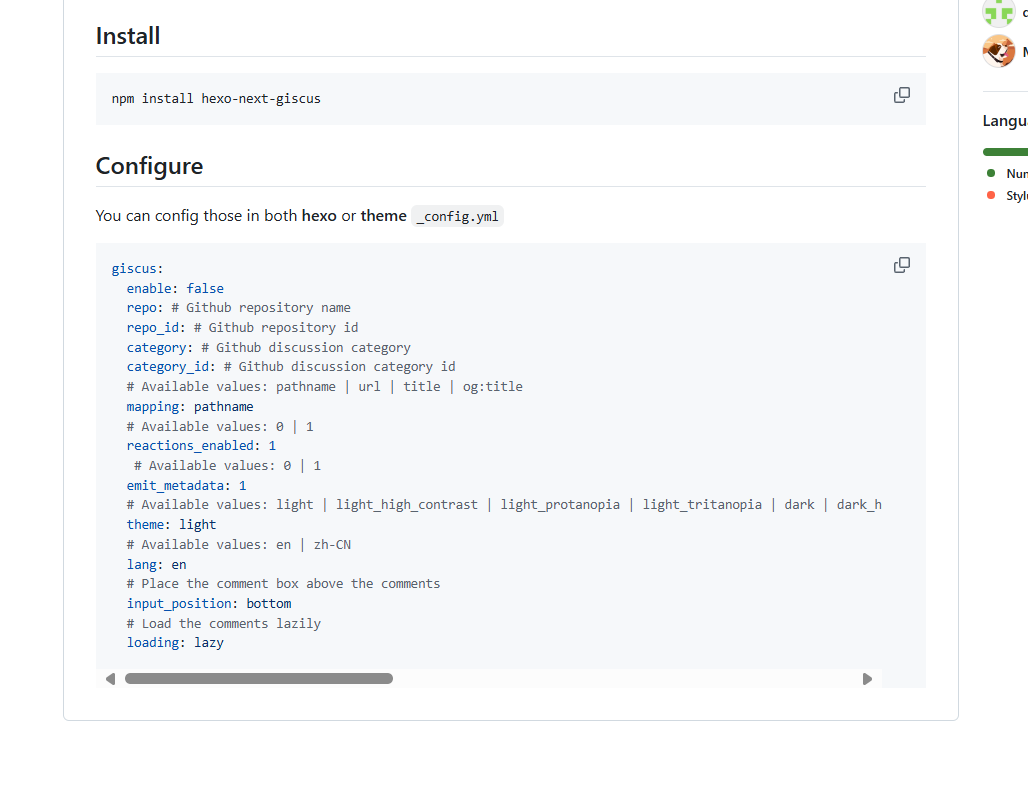 Install
npm install hexo-next-giscus
Configure
You can config those in both hexo or theme _config.yml
giscus:
  enable: false
  repo: # Github repository name
  repo_id: # Github repository id
  category: # Github discussion category
  category_id: # Github discussion category id
  # Available values: pathname | url | title | og:title
  mapping: pathname
  # Available values: 0 | 1
  reactions_enabled: 1
   # Available values: 0 | 1
  emit_metadata: 1
  # Available values: light | light_high_contrast | light_protanopia | light_tritanopia | dark | dark_h
  theme: light
  # Available values: en | zh-CN
  lang: en
  # Place the comment box above the comments
  input_position: bottom
  # Load the comments lazily
  loading: lazy
Langu
Nun
Style